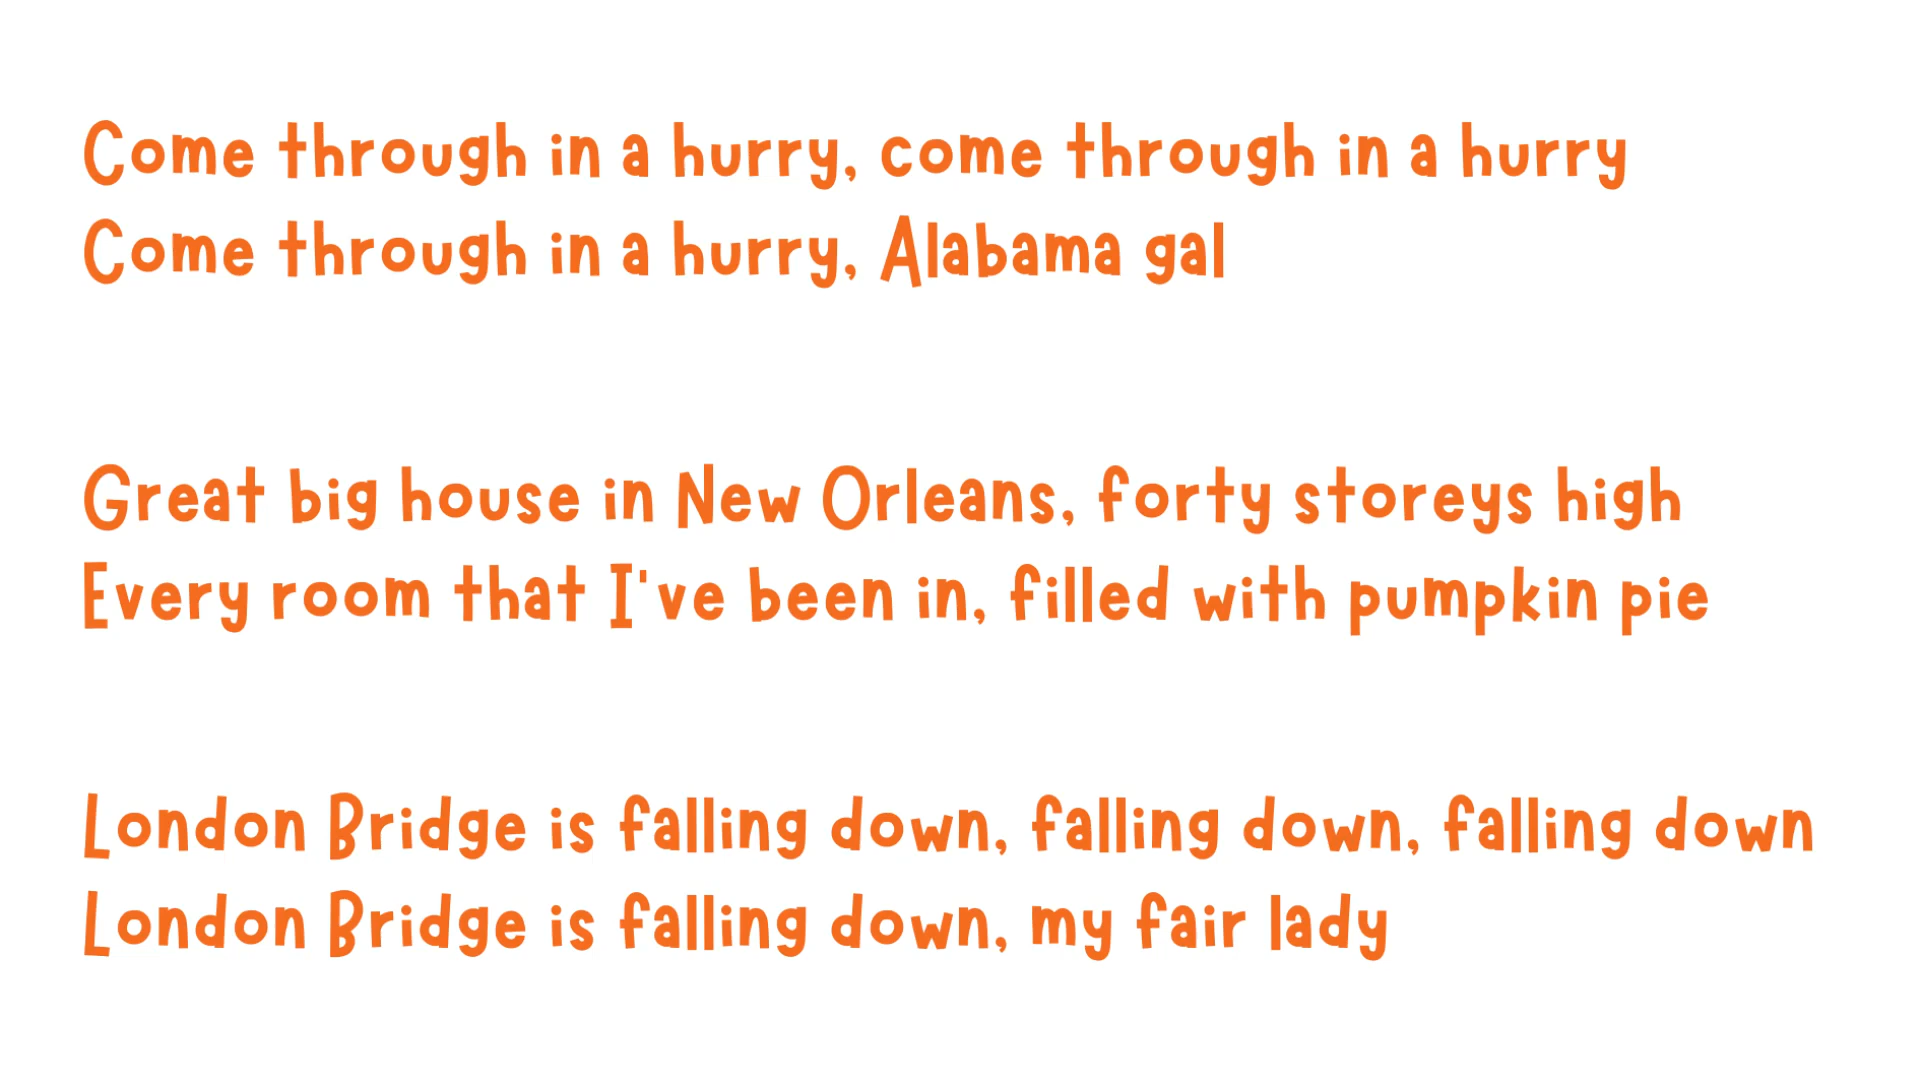 Come through in a hurry, come through in a hurry
Come through in a hurry, Alabama gal
Great big house in New Orleans, forty storeys high
Every room that I've been in, filled with pumpkin pie
London Bridge is falling down, falling down, falling down
London Bridge is falling down, my fair lady